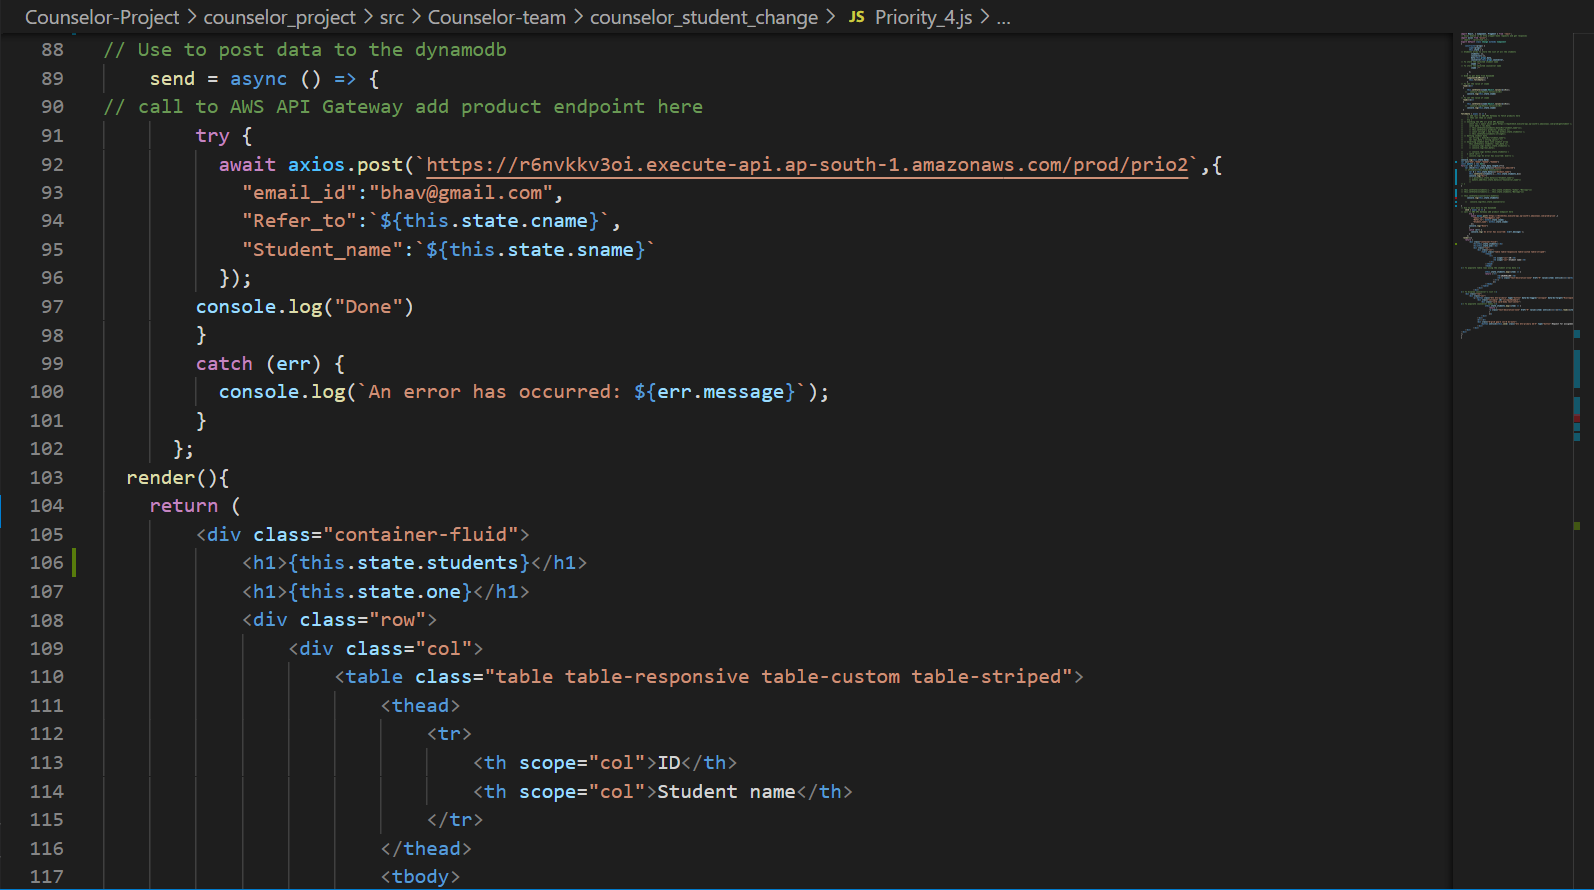 Counselor-Project > counselor_project > src > Counselor-team > counselor_student_change > JS Priority_4.js > ...
88 // Use to post data to the dynamodb
89 send = async () => {
90 // call to AWS API Gateway add product endpoint here
91 try {
92 await axios.post(`https://r6nvkkv3oi.execute-api.ap-south-1.amazonaws.com/prod/prio2`,{
93 "email_id":"bhav@gmail.com",
94 "Refer_to":`${this.state.cname}`,
95 "Student_name":`${this.state.sname}`
96 });
97 console.log("Done")
98 }
99 catch (err) {
100 console.log(`An error has occurred: ${err.message}`);
101 }
102 };
103 render(){
104 return (
105 <div class="container-fluid">
106 <h1>{this.state.students}</h1>
107 <h1>{this.state.one}</h1>
108 <div class="row">
109 <div class="col">
110 <table class="table table-responsive table-custom table-striped">
111 <thead>
112 <tr>
113 <th scope="col">ID</th>
114 <th scope="col">Student name</th>
115 </tr>
116 </thead>
117 <tbody>